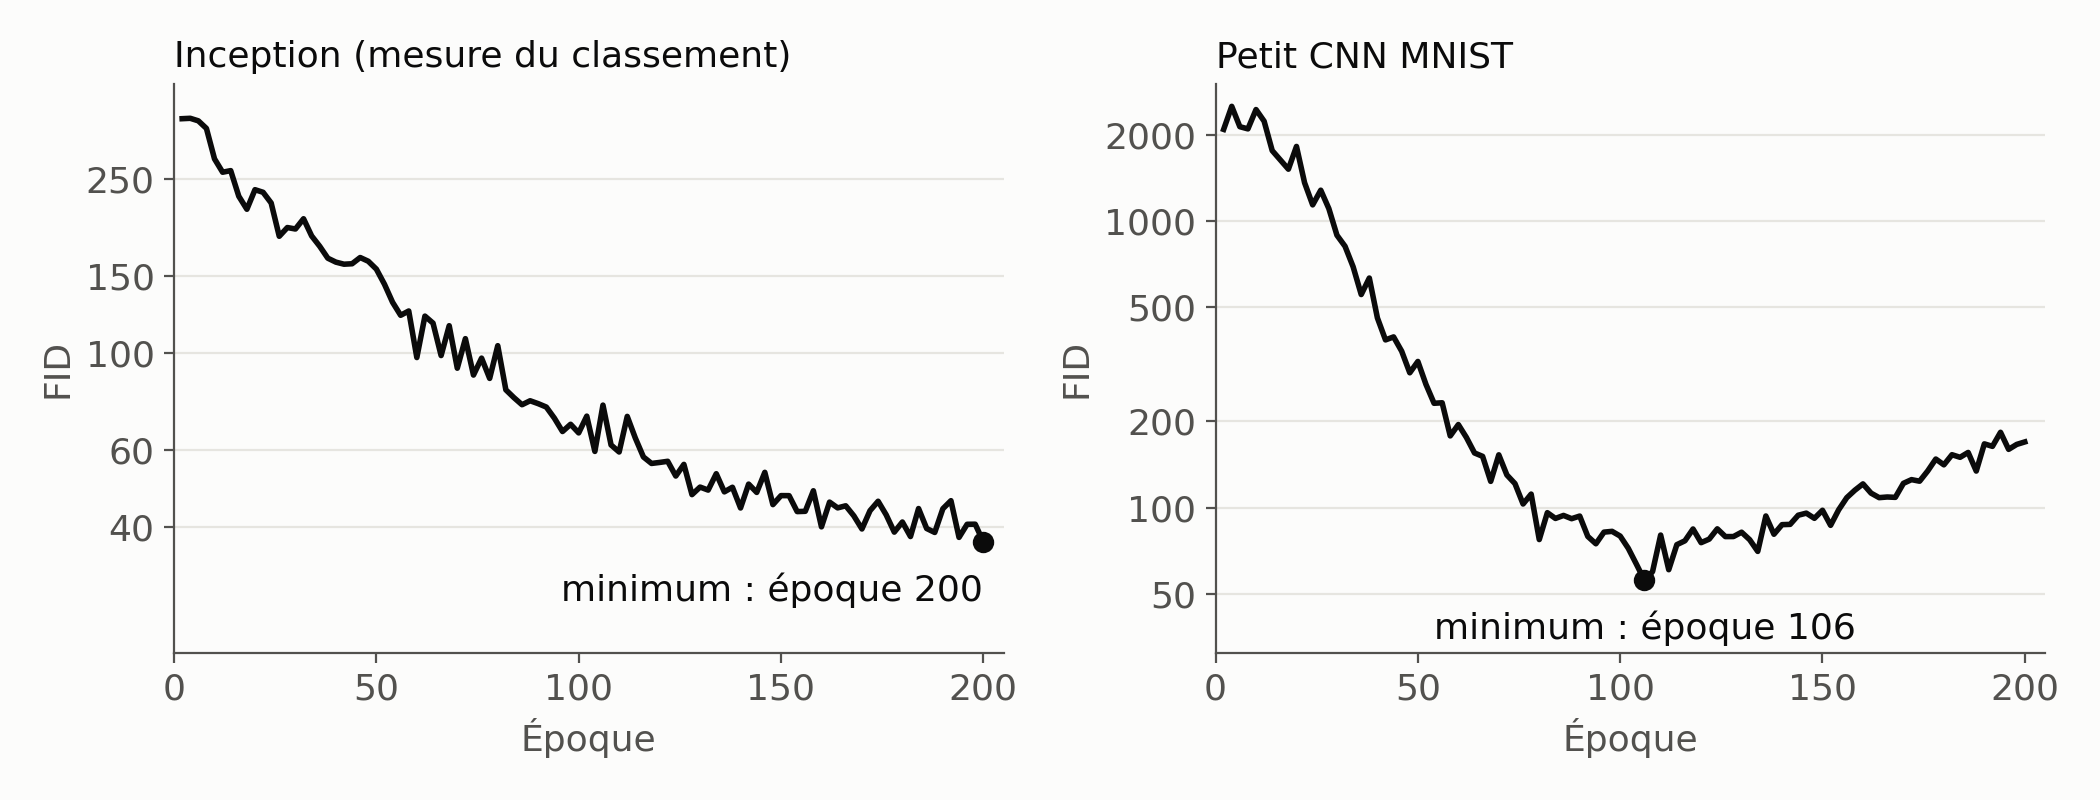 Inception (mesure du classement)
FID
250
150
100
60
40
minimum : époque 200
0 50 100 150 200
Époque
Petit CNN MNIST
FID
2000
1000
500
200
100
50
minimum : époque 106
0 50 100 150 200
Époque